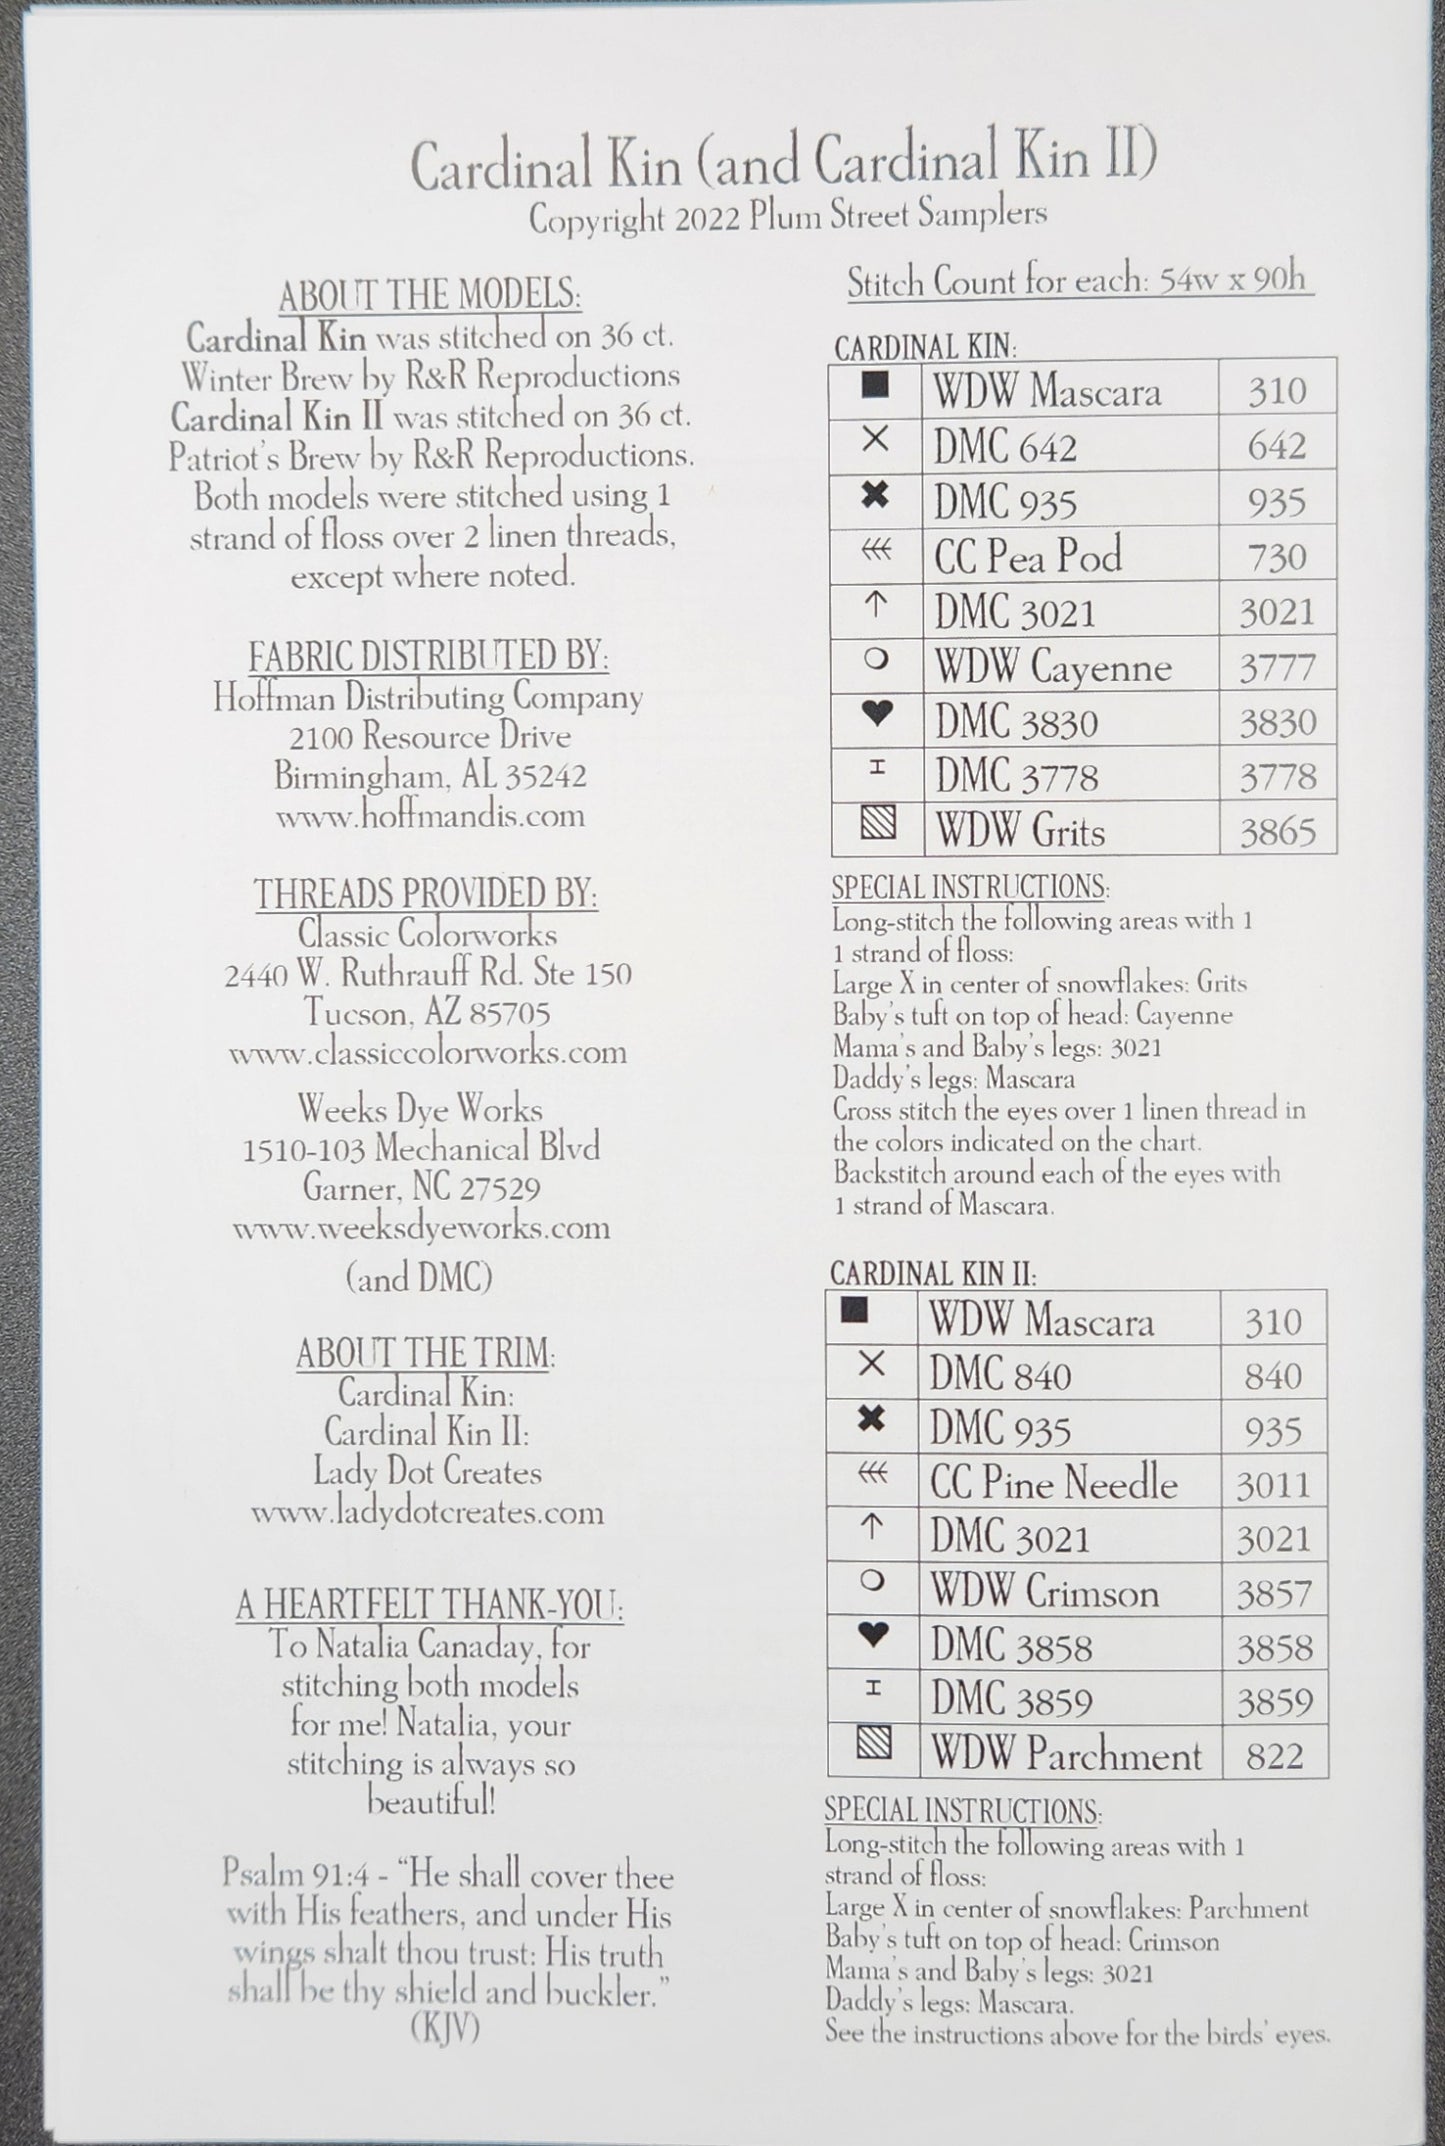 Cardinal Kin (and Cardinal Kin II)
Copyright 2022 Plum Street Samplers
ABOUT THE MODELS:
Cardinal Kin was stitched on 36 ct.
Winter Brew by R&R Reproductions
Cardinal Kin II was stitched on 36 ct.
Patriot's Brew by R&R Reproductions.
Both models were stitched using 1
strand of floss over 2 linen threads,
except where noted.
FABRIC DISTRIBUTED BY:
Hoffman Distributing Company
2100 Resource Drive
Birmingham, AL 35242
www.hoffmandis.com
THREADS PROVIDED BY:
Classic Colorworks
2440 W. Ruthrauff Rd. Ste 150
Tucson, AZ 85705
www.classiccolorworks.com
Weeks Dye Works
1510-103 Mechanical Blvd
Garner, NC 27529
www.weeksdyeworks.com
(and DMC)
ABOUT THE TRIM:
Cardinal Kin:
Cardinal Kin II:
Lady Dot Creates
www.ladydotcreates.com
A HEARTFELT THANK-YOU:
To Natalia Canaday, for
stitching both models
for me! Natalia, your
stitching is always so
beautiful!
Psalm 91:4 - “He shall cover thee
with His feathers, and under His
wings shalt thou trust: His truth
shall be thy shield and buckler.”
(KJV)
Stitch Count for each: 54w x 90h
CARDINAL KIN:
WDW Mascara 310
DMC 642 642
DMC 935 935
CC Pea Pod 730
DMC 3021 3021
WDW Cayenne 3777
DMC 3830 3830
DMC 3778 3778
WDW Grits 3865
SPECIAL INSTRUCTIONS:
Long-stitch the following areas with 1
1 strand of floss:
Large X in center of snowflakes: Grits
Baby's tuft on top of head: Cayenne
Mama's and Baby's legs: 3021
Daddy's legs: Mascara
Cross stitch the eyes over 1 linen thread in
the colors indicated on the chart.
Backstitch around each of the eyes with
1 strand of Mascara.
CARDINAL KIN II:
WDW Mascara 310
DMC 840 840
DMC 935 935
CC Pine Needle 3011
DMC 3021 3021
WDW Crimson 3857
DMC 3858 3858
DMC 3859 3859
WDW Parchment 822
SPECIAL INSTRUCTIONS:
Long-stitch the following areas with 1
strand of floss:
Large X in center of snowflakes: Parchment
Baby's tuft on top of head: Crimson
Mama's and Baby's legs: 3021
Daddy's legs: Mascara.
See the instructions above for the birds' eyes.